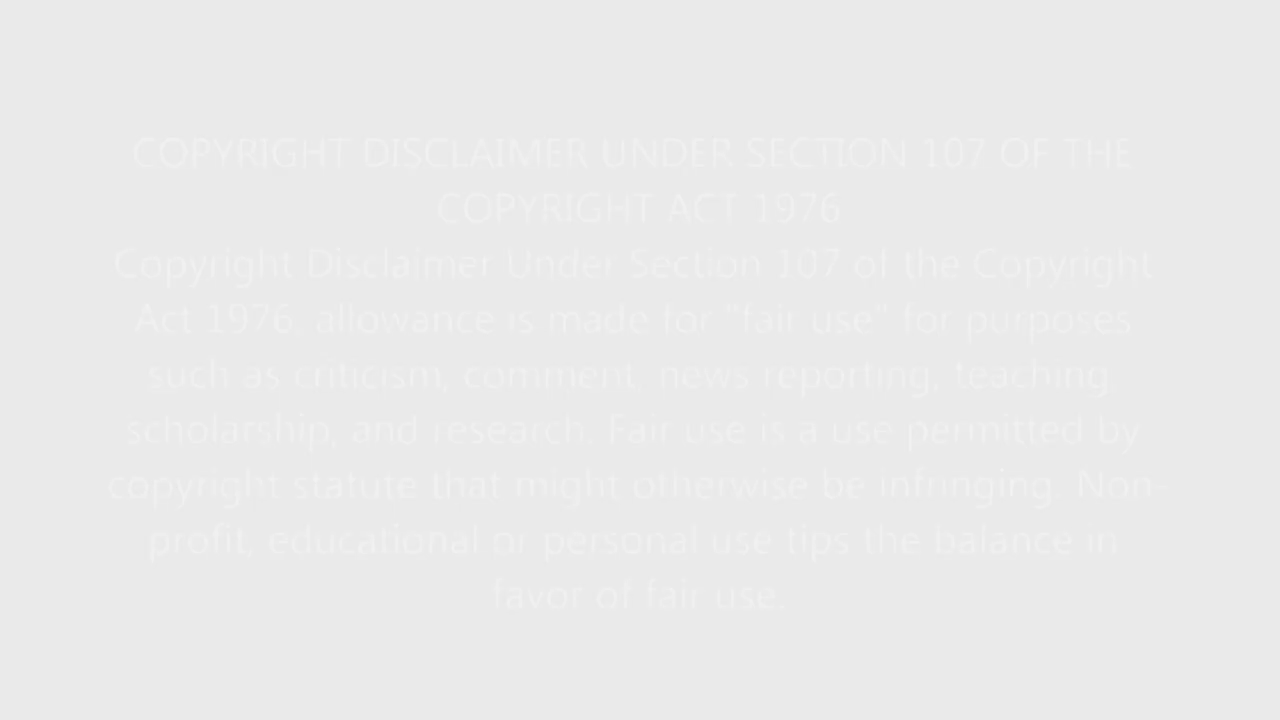 COPYRIGHT DISCLAIMER UNDER SECTION 107 OF THE
COPYRIGHT ACT 1976
Copyright Disclaimer Under Section 107 of the Copyright
Act 1976, allowance is made for "fair use" for purposes
such as criticism, comment, news reporting, teaching,
scholarship, and research. Fair use is a use permitted by
copyright statute that might otherwise be infringing. Non-
profit, educational or personal use tips the balance in
favor of fair use.